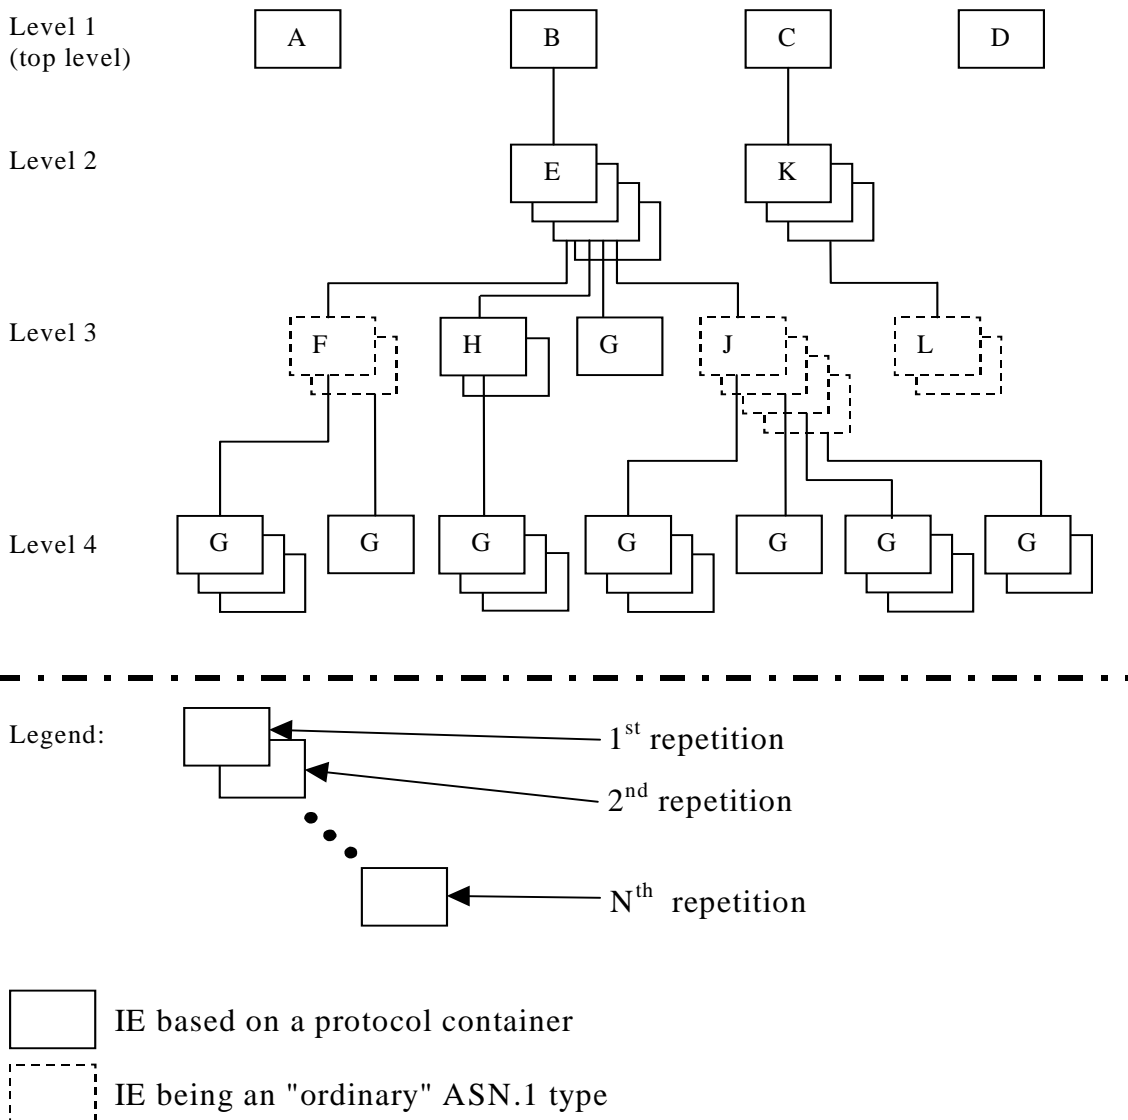 Level 1
(top level)
A B C D
Level 2
E K
Level 3
F H G J L
Level 4
G G G G G G G
Legend:
1st repetition
2nd repetition
Nth repetition
IE based on a protocol container
IE being an "ordinary" ASN.1 type